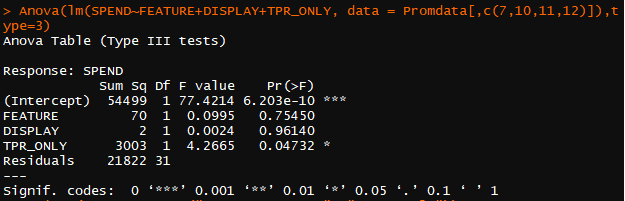 > Anova(lm(SPEND~FEATURE+DISPLAY+TPR_ONLY, data = Promdata[,c(7,10,11,12)]),t
ype=3)
Anova Table (Type III tests)

Response: SPEND
            Sum Sq Df F value    Pr(>F)
(Intercept)  54499  1 77.4214 6.203e-10 ***
FEATURE         70  1  0.0995   0.75450
DISPLAY          2  1  0.0024   0.96140
TPR_ONLY      3003  1  4.2665   0.04732 *
Residuals    21822 31
---
Signif. codes:  0 ‘***’ 0.001 ‘**’ 0.01 ‘*’ 0.05 ‘.’ 0.1 ‘ ’ 1